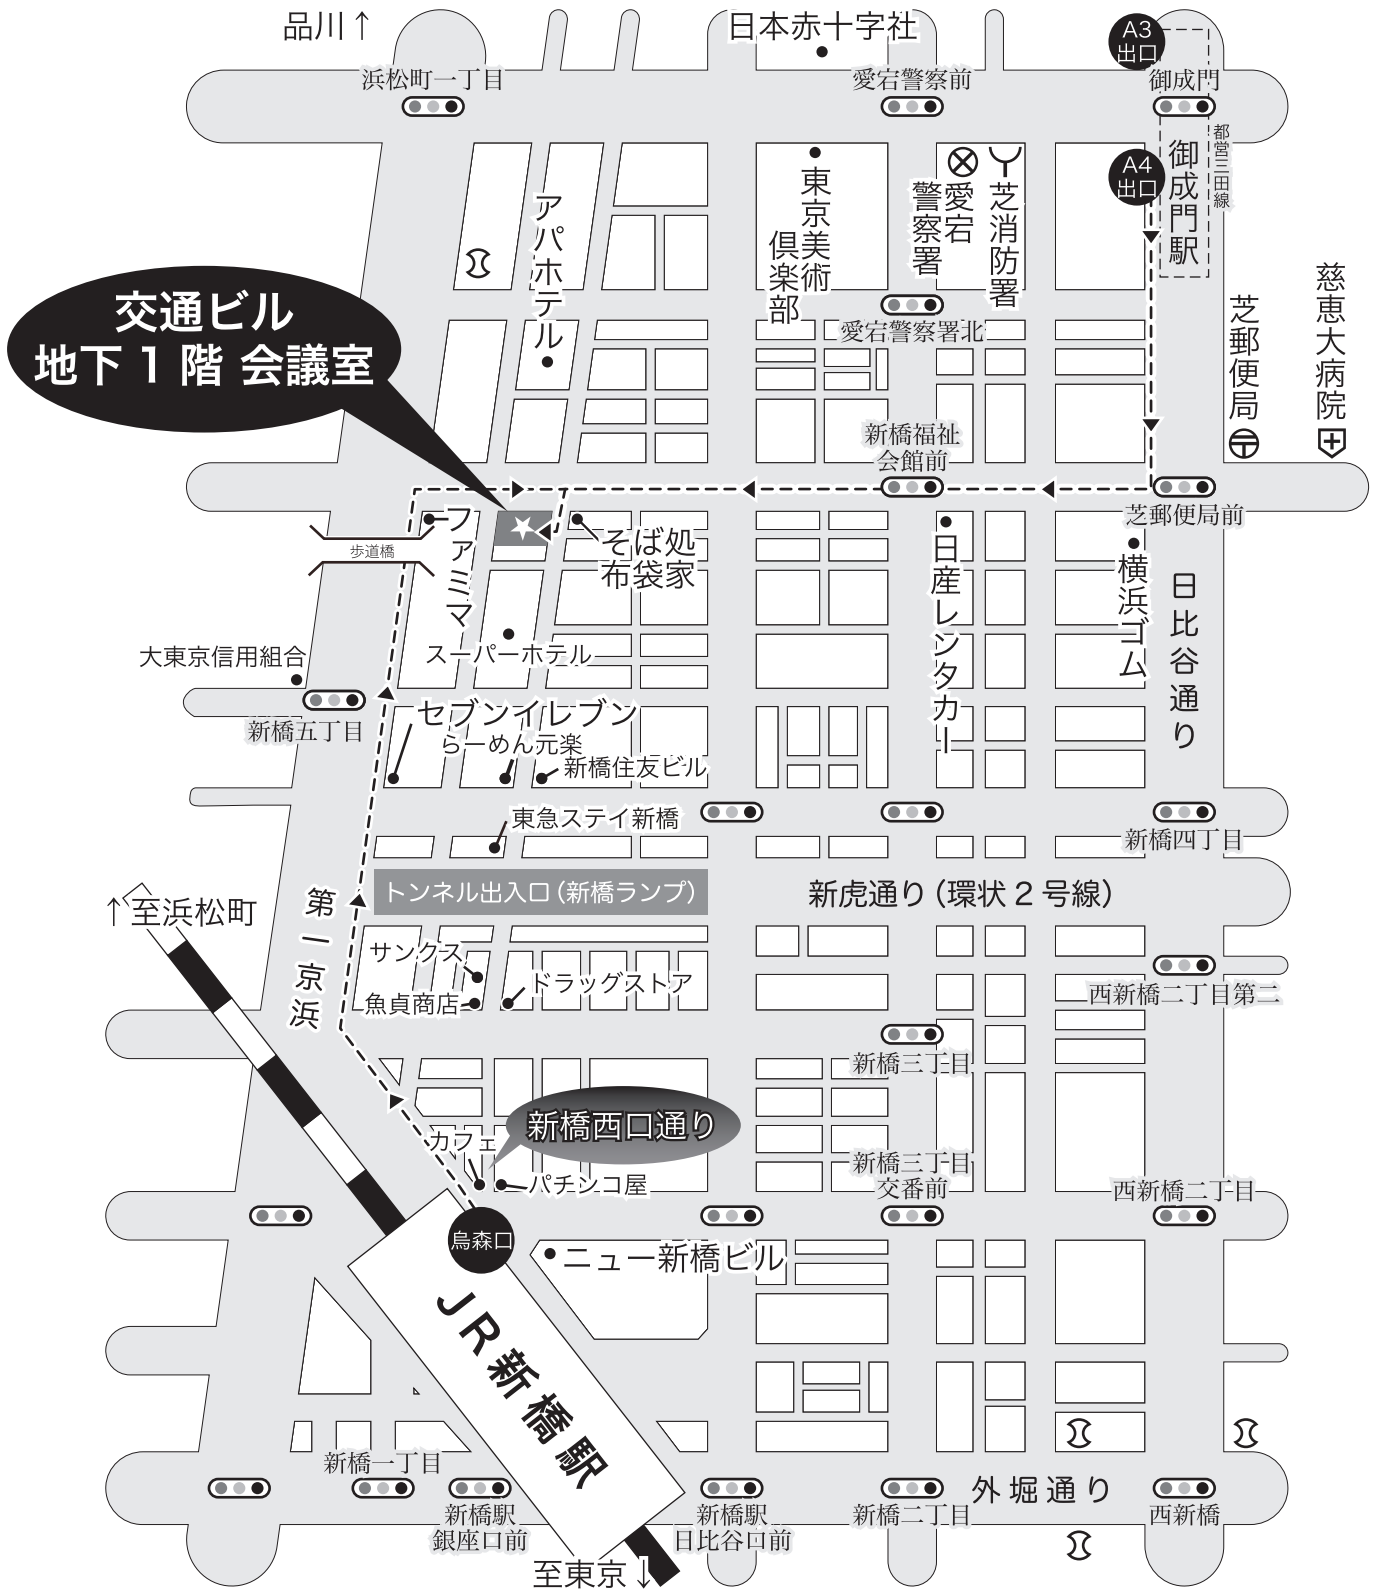 品川↑
日本赤十字社
A3
出口
浜松町一丁目
愛宕警察前
御成門
都営三田線
御成門駅
A4
出口
東京美術
倶楽部
愛宕
警察署
芝消防署
アパホテル
愛宕警察署北
慈恵大病院
芝郵便局
交通ビル
地下1階 会議室
新橋福祉
会館前
芝郵便局前
ファミマ
歩道橋
そば処
布袋家
日産レンタカー
横浜ゴム
日比谷通り
スーパーホテル
大東京信用組合
新橋五丁目
セブンイレブン
らーめん元楽
新橋住友ビル
東急ステイ新橋
新橋四丁目
トンネル出入口(新橋ランプ)
新虎通り(環状2号線)
第一京浜
↑至浜松町
サンクス
ドラッグストア
魚貞商店
西新橋二丁目第二
新橋三丁目
新橋西口通り
カフェ
パチンコ屋
新橋三丁目
交番前
西新橋二丁目
烏森口
ニュー新橋ビル
JR新橋駅
新橋一丁目
新橋駅
銀座口前
新橋駅
日比谷口前
新橋二丁目
外堀通り
西新橋
至東京↓